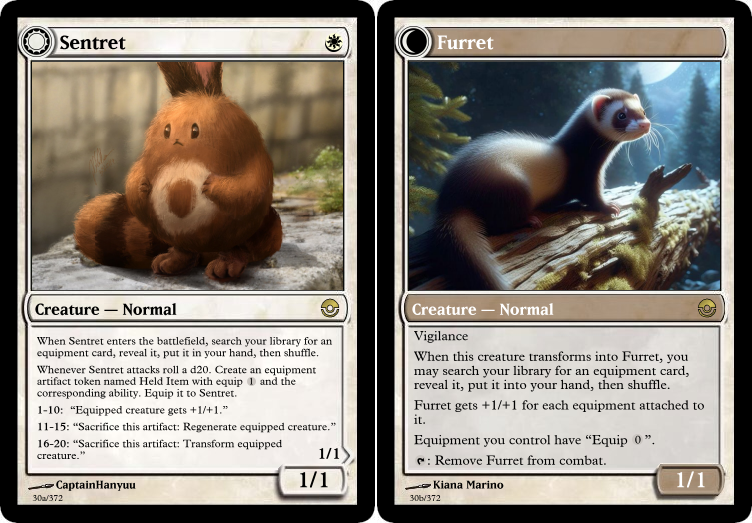 Sentret
Creature — Normal
When Sentret enters the battlefield, search your library for an
equipment card, reveal it, put it in your hand, then shuffle.
Whenever Sentret attacks roll a d20. Create an equipment
artifact token named Held Item with equip 1 and the
corresponding ability. Equip it to Sentret.
1-10: “Equipped creature gets +1/+1.”
11-15: “Sacrifice this artifact: Regenerate equipped creature.”
16-20: “Sacrifice this artifact: Transform equipped
creature.”
1/1
1/1
CaptainHanyuu
30a/372
Furret
Creature — Normal
Vigilance
When this creature transforms into Furret, you
may search your library for an equipment card,
reveal it, put it into your hand, then shuffle.
Furret gets +1/+1 for each equipment attached to
it.
Equipment you control have “Equip 0”.
: Remove Furret from combat.
1/1
Kiana Marino
30b/372